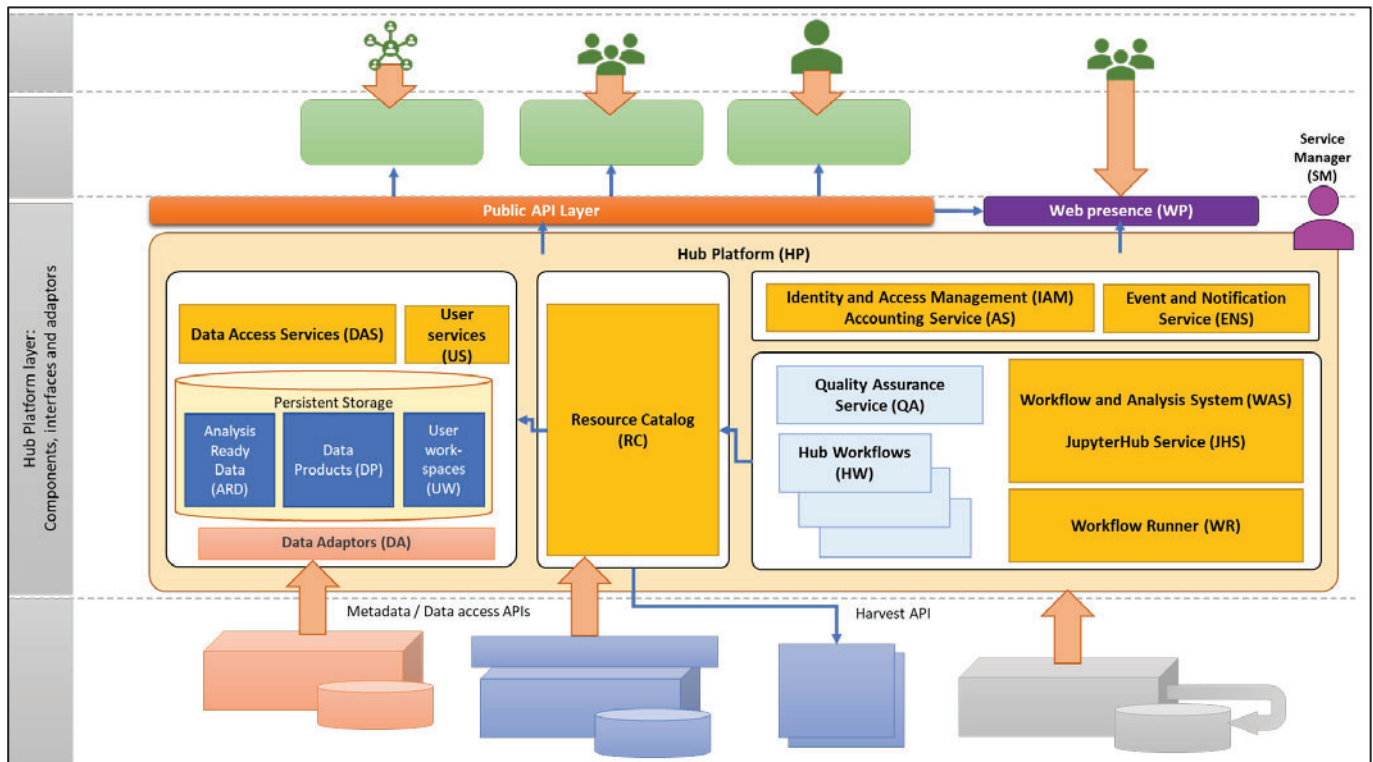 Service
Manager
(SM)
Public API Layer
Web presence (WP)
Hub Platform (HP)
Hub Platform layer:
Components, interfaces and adaptors
Data Access Services (DAS)
User
services
(US)
Persistent Storage
Analysis
Ready
Data
(ARD)
Data
Products (DP)
User
work-
spaces
(UW)
Data Adaptors (DA)
Resource Catalog
(RC)
Identity and Access Management (IAM)
Accounting Service (AS)
Event and Notification
Service (ENS)
Quality Assurance
Service (QA)
Hub Workflows
(HW)
Workflow and Analysis System (WAS)
JupyterHub Service (JHS)
Workflow Runner (WR)
Metadata / Data access APIs
Harvest API